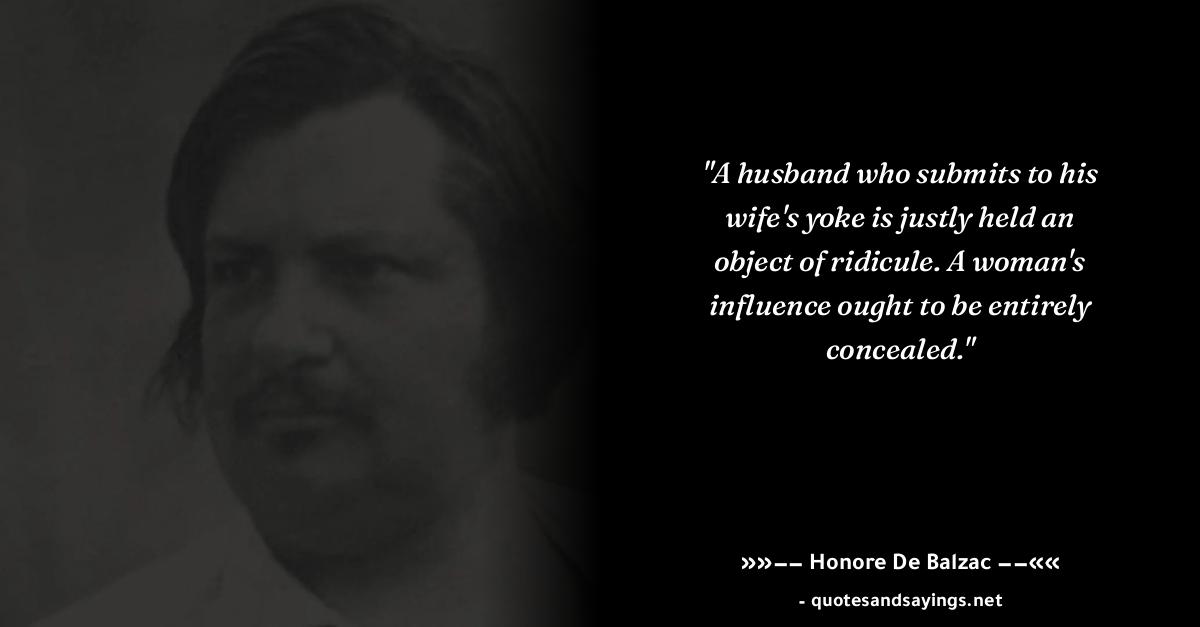 "A husband who submits to his
wife's yoke is justly held an
object of ridicule. A woman's
influence ought to be entirely
concealed."
»»−− Honore De Balzac −−««
- quotesandsayings.net